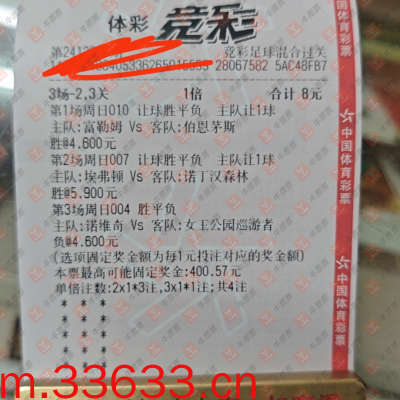 体彩 竞彩
竞彩足球混合过关
28067582 5AC48FB7
3场-2,3关 1倍 合计 8元
第1场周日010 让球胜平负 主队让1球
主队:富勒姆 Vs 客队:伯恩茅斯
胜@4.600元
第2场周日007 让球胜平负 主队让1球
主队:埃弗顿 Vs 客队:诺丁汉森林
胜@5.900元
第3场周日004 胜平负
主队:诺维奇 Vs 客队:女王公园巡游者
负@4.600元
(选项固定奖金额为每1元投注对应的奖金额)
本票最高可能固定奖金:400.57元
单倍注数:2x1*3注,3x1*1注;共4注
* * *
* * *
* * *
* * *
中国体育彩票
中国体育彩票
中国体育彩票
m.33633.cn